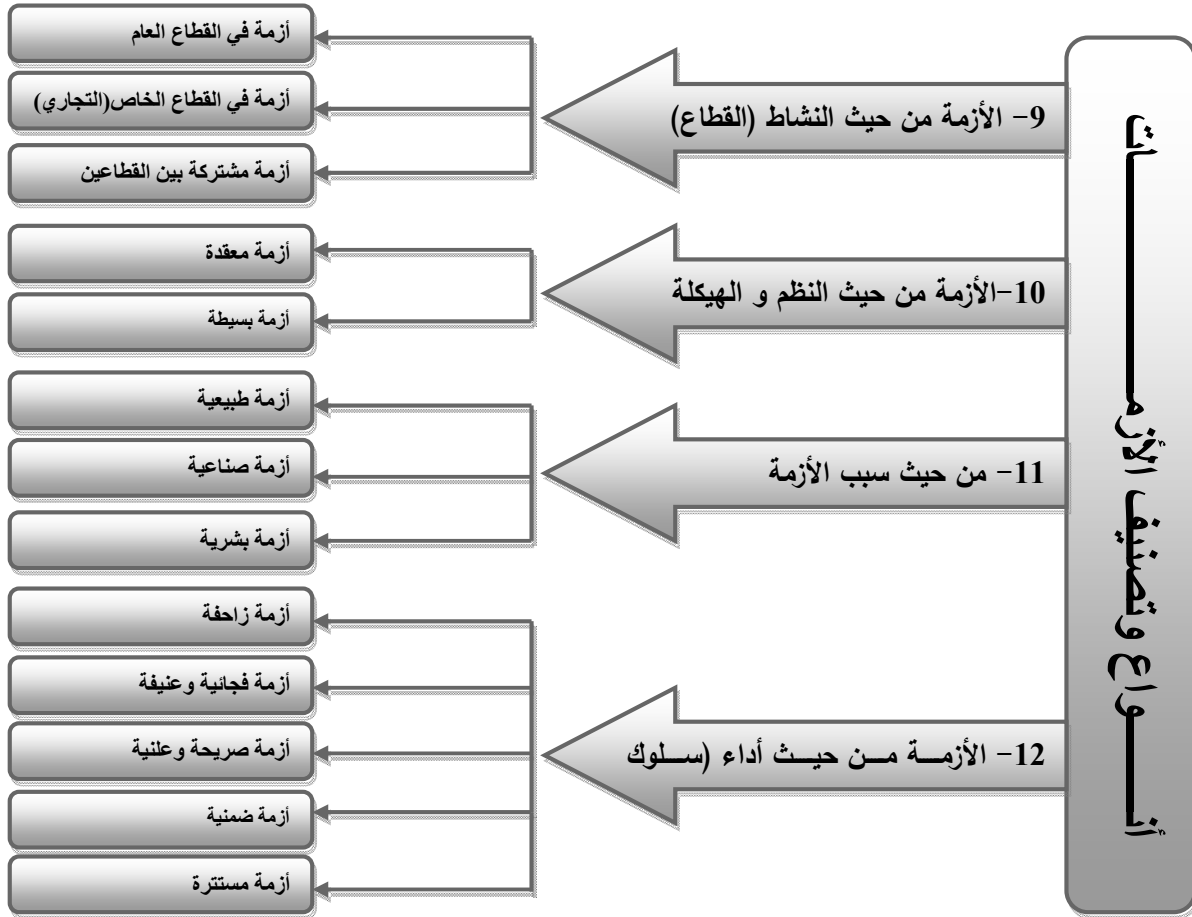 أنـــواع وتصنيف الأزمـــــات
9- الأزمة من حيث النشاط (القطاع)
أزمة في القطاع العام
أزمة في القطاع الخاص(التجاري)
أزمة مشتركة بين القطاعين
10-الأزمة من حيث النظم و الهيكلة
أزمة معقدة
أزمة بسيطة
11- من حيث سبب الأزمة
أزمة طبيعية
أزمة صناعية
أزمة بشرية
12- الأزمـــة مـــن حيـــث أداء (ســـلوك
أزمة زاحفة
أزمة فجائية وعنيفة
أزمة صريحة وعلنية
أزمة ضمنية
أزمة مستترة